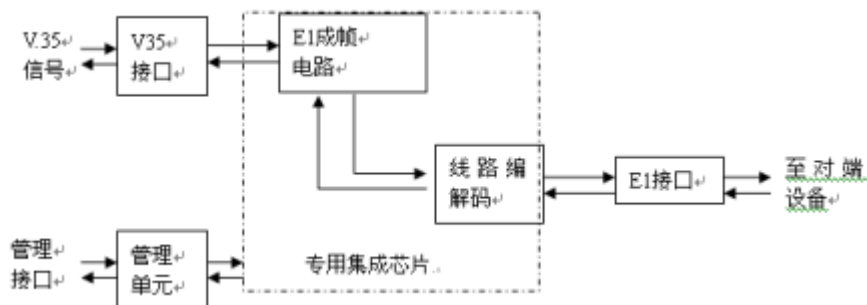 V.35
信号
V35
接口
E1成帧
电路
线路编
解码
E1接口
至对端
设备
管理
接口
管理
单元
专用集成芯片